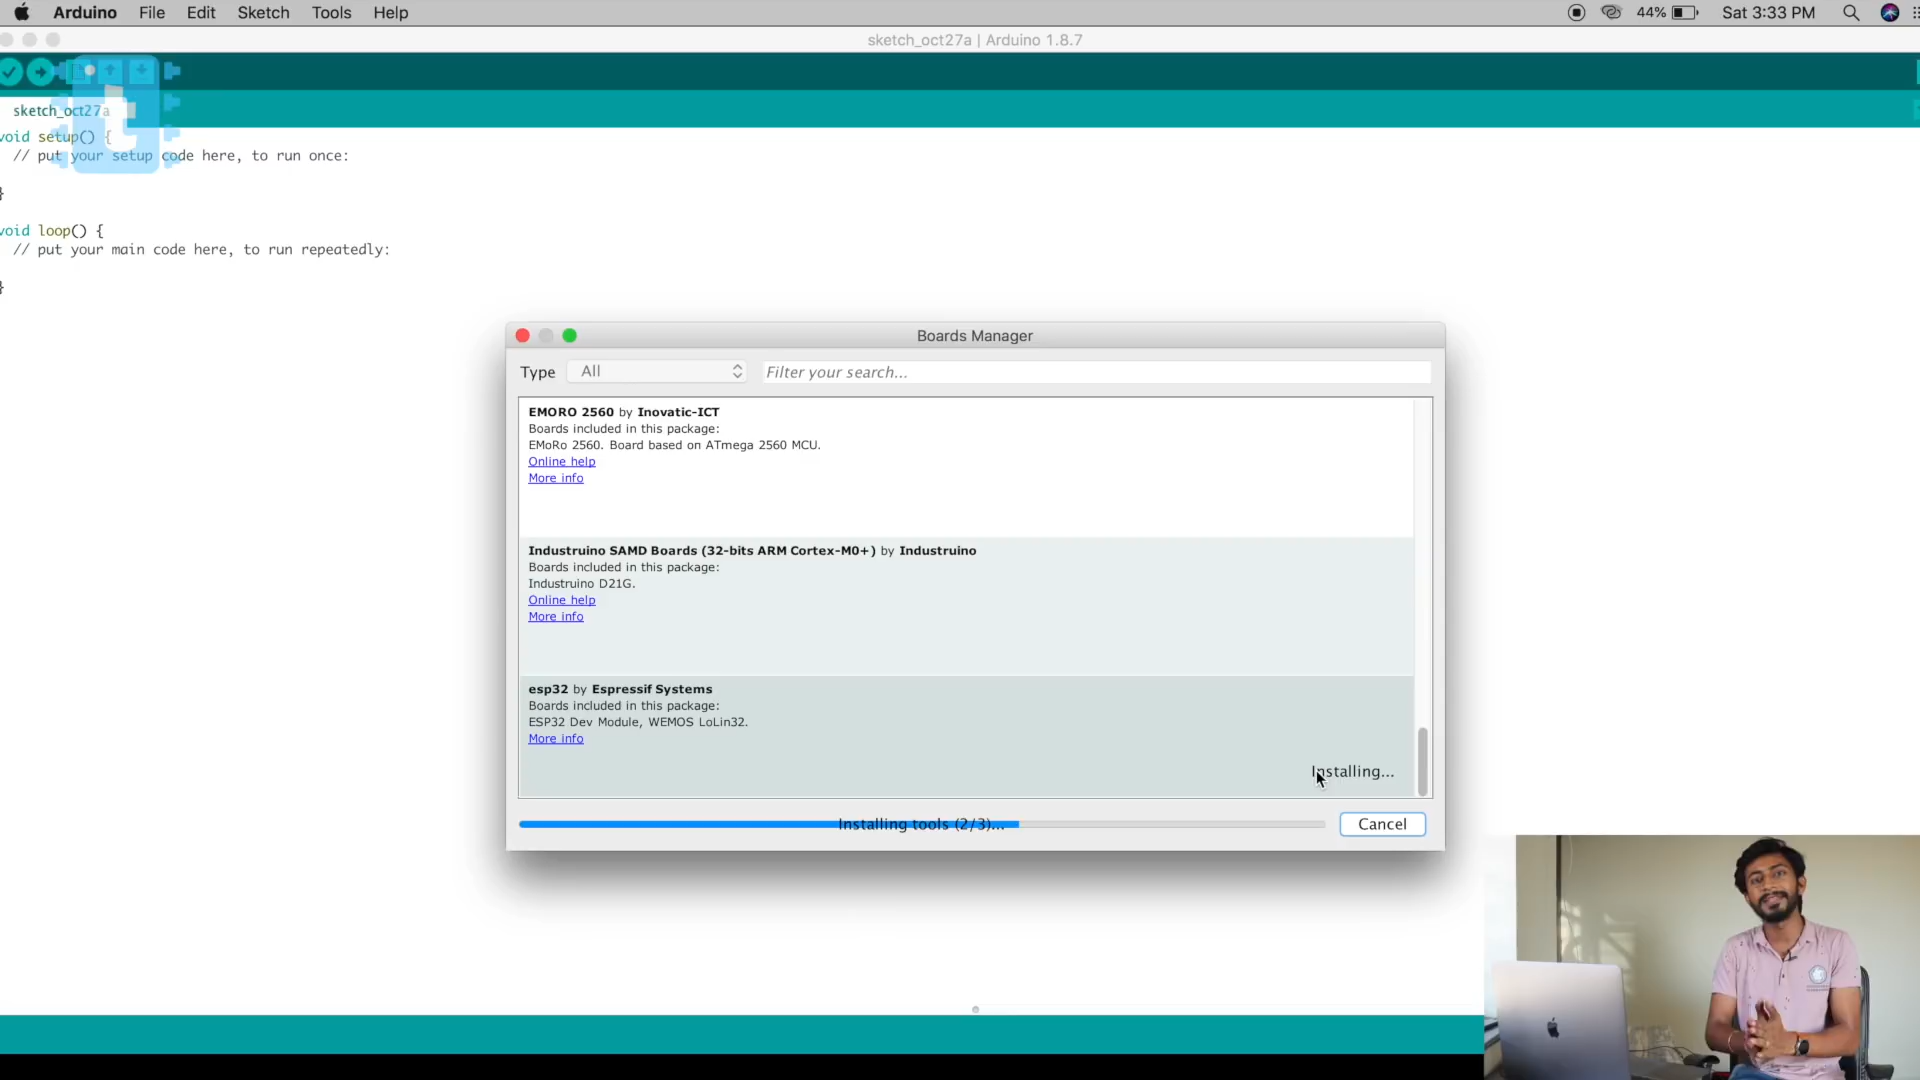 Arduino File Edit Sketch Tools Help 44% Sat 3:33 PM
sketch_oct27a | Arduino 1.8.7
sketch_oct27a
void setup() {
// put your setup code here, to run once:
}
void loop() {
// put your main code here, to run repeatedly:
}
Boards Manager
Type All Filter your search...
EMORO 2560 by Inovatic-ICT
Boards included in this package:
EMoRo 2560. Board based on ATmega 2560 MCU.
Online help
More info
Industruino SAMD Boards (32-bits ARM Cortex-M0+) by Industruino
Boards included in this package:
Industruino D21G.
Online help
More info
esp32 by Espressif Systems
Boards included in this package:
ESP32 Dev Module, WEMOS LoLin32.
More info
Installing...
Installing tools (2/3)... Cancel